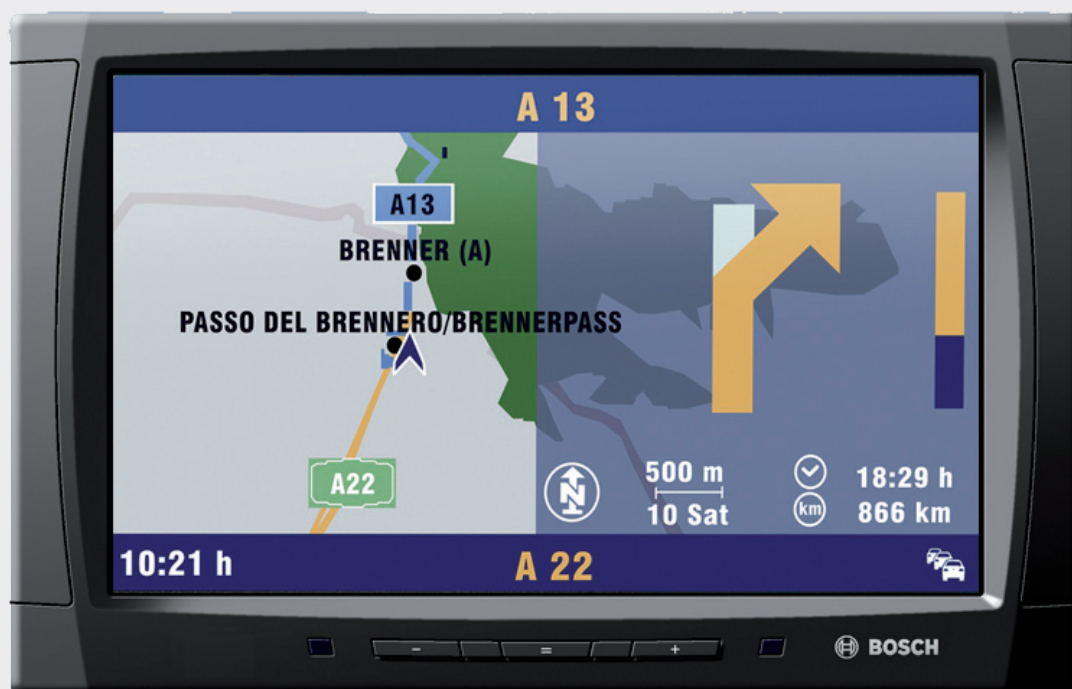 A 13
A13
BRENNER (A)
PASSO DEL BRENNERO/BRENNERPASS
A22
N
500 m
10 Sat
18:29 h
km
866 km
10:21 h
A 22
-
=
+
BOSCH